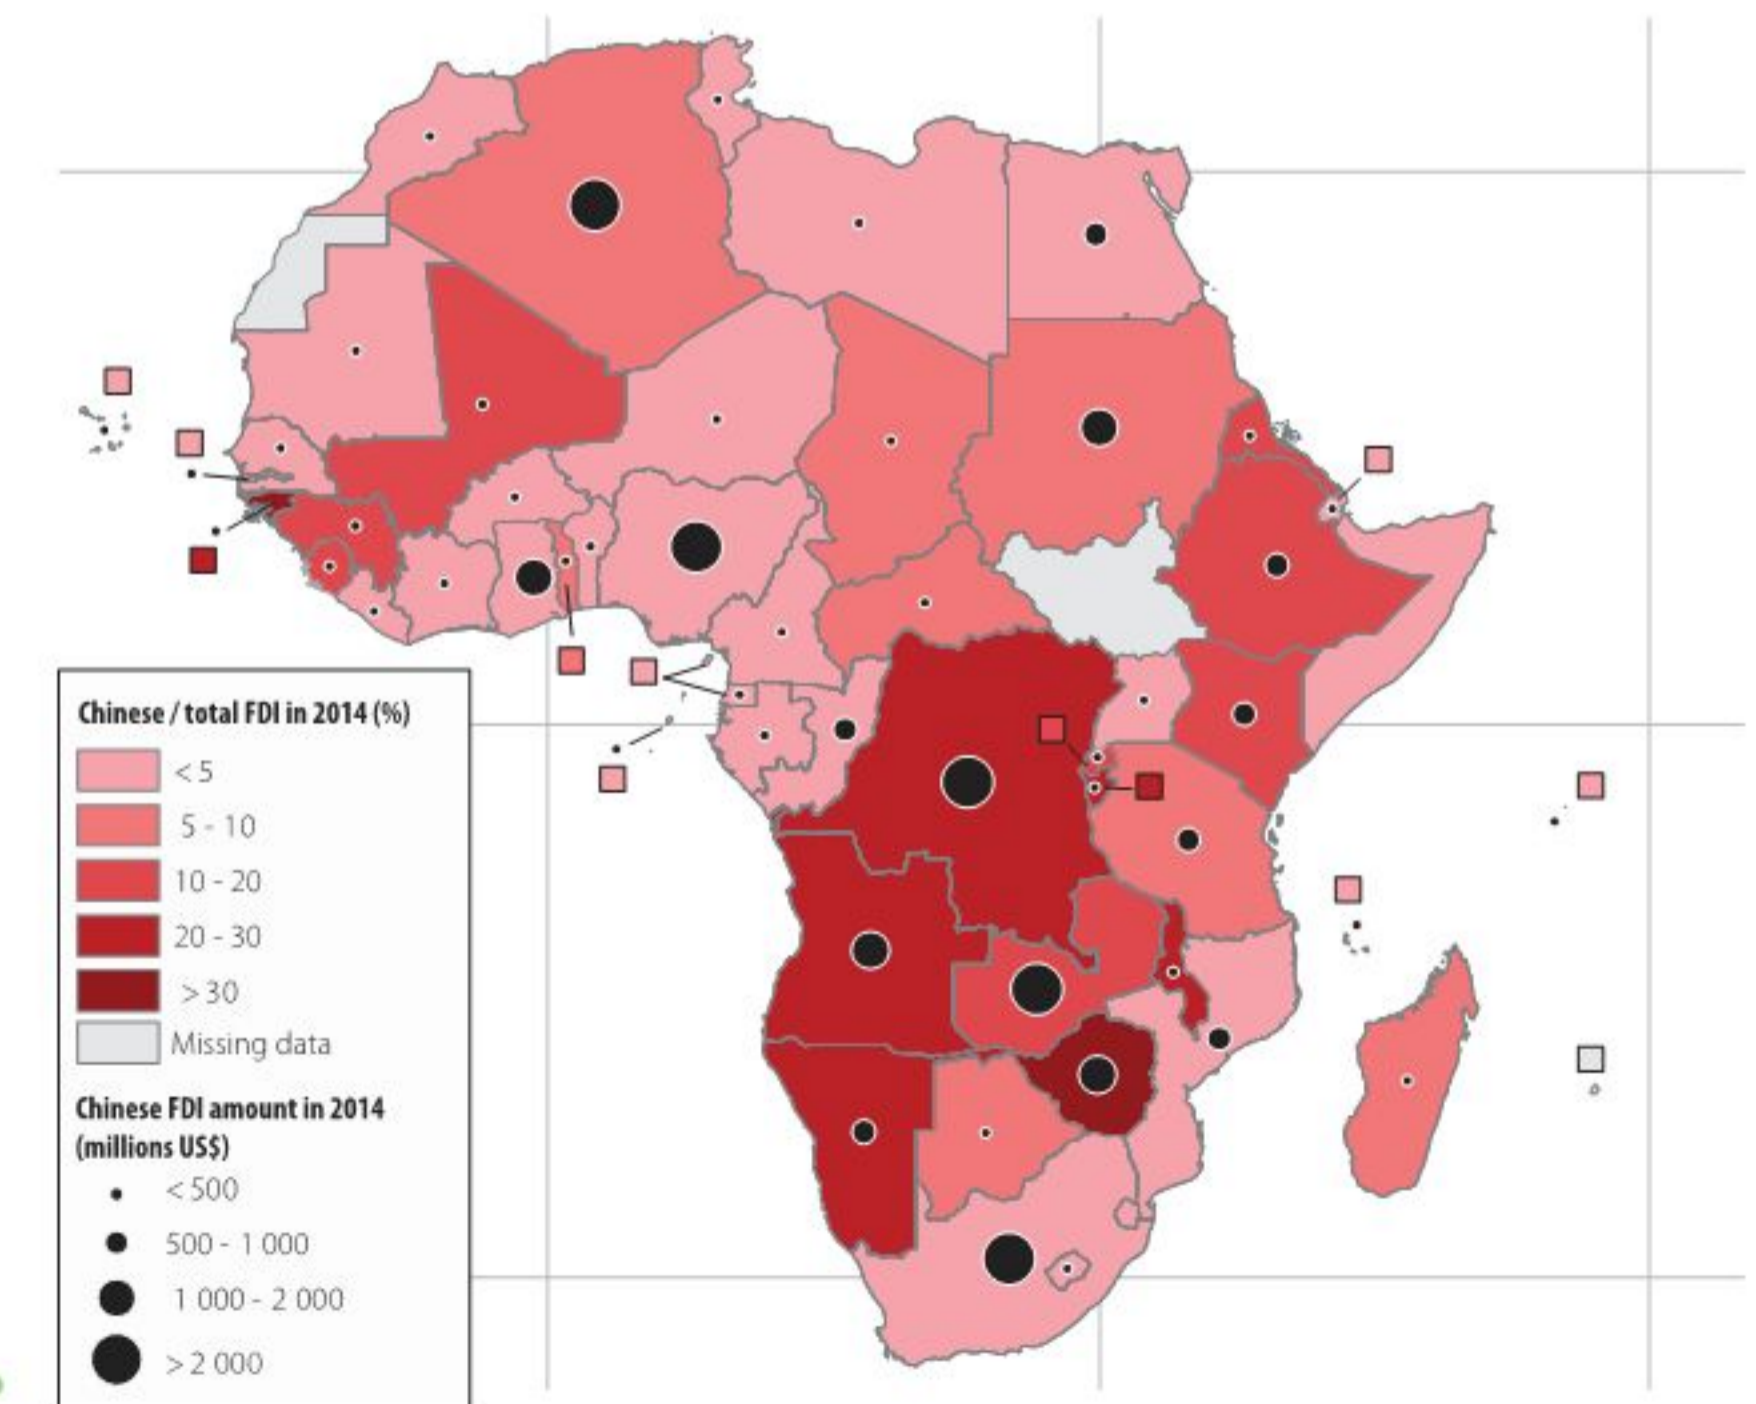 Chinese / total FDI in 2014 (%)
< 5
5 - 10
10 - 20
20 - 30
> 30
Missing data
Chinese FDI amount in 2014
(millions US$)
< 500
500 - 1 000
1 000 - 2 000
> 2 000